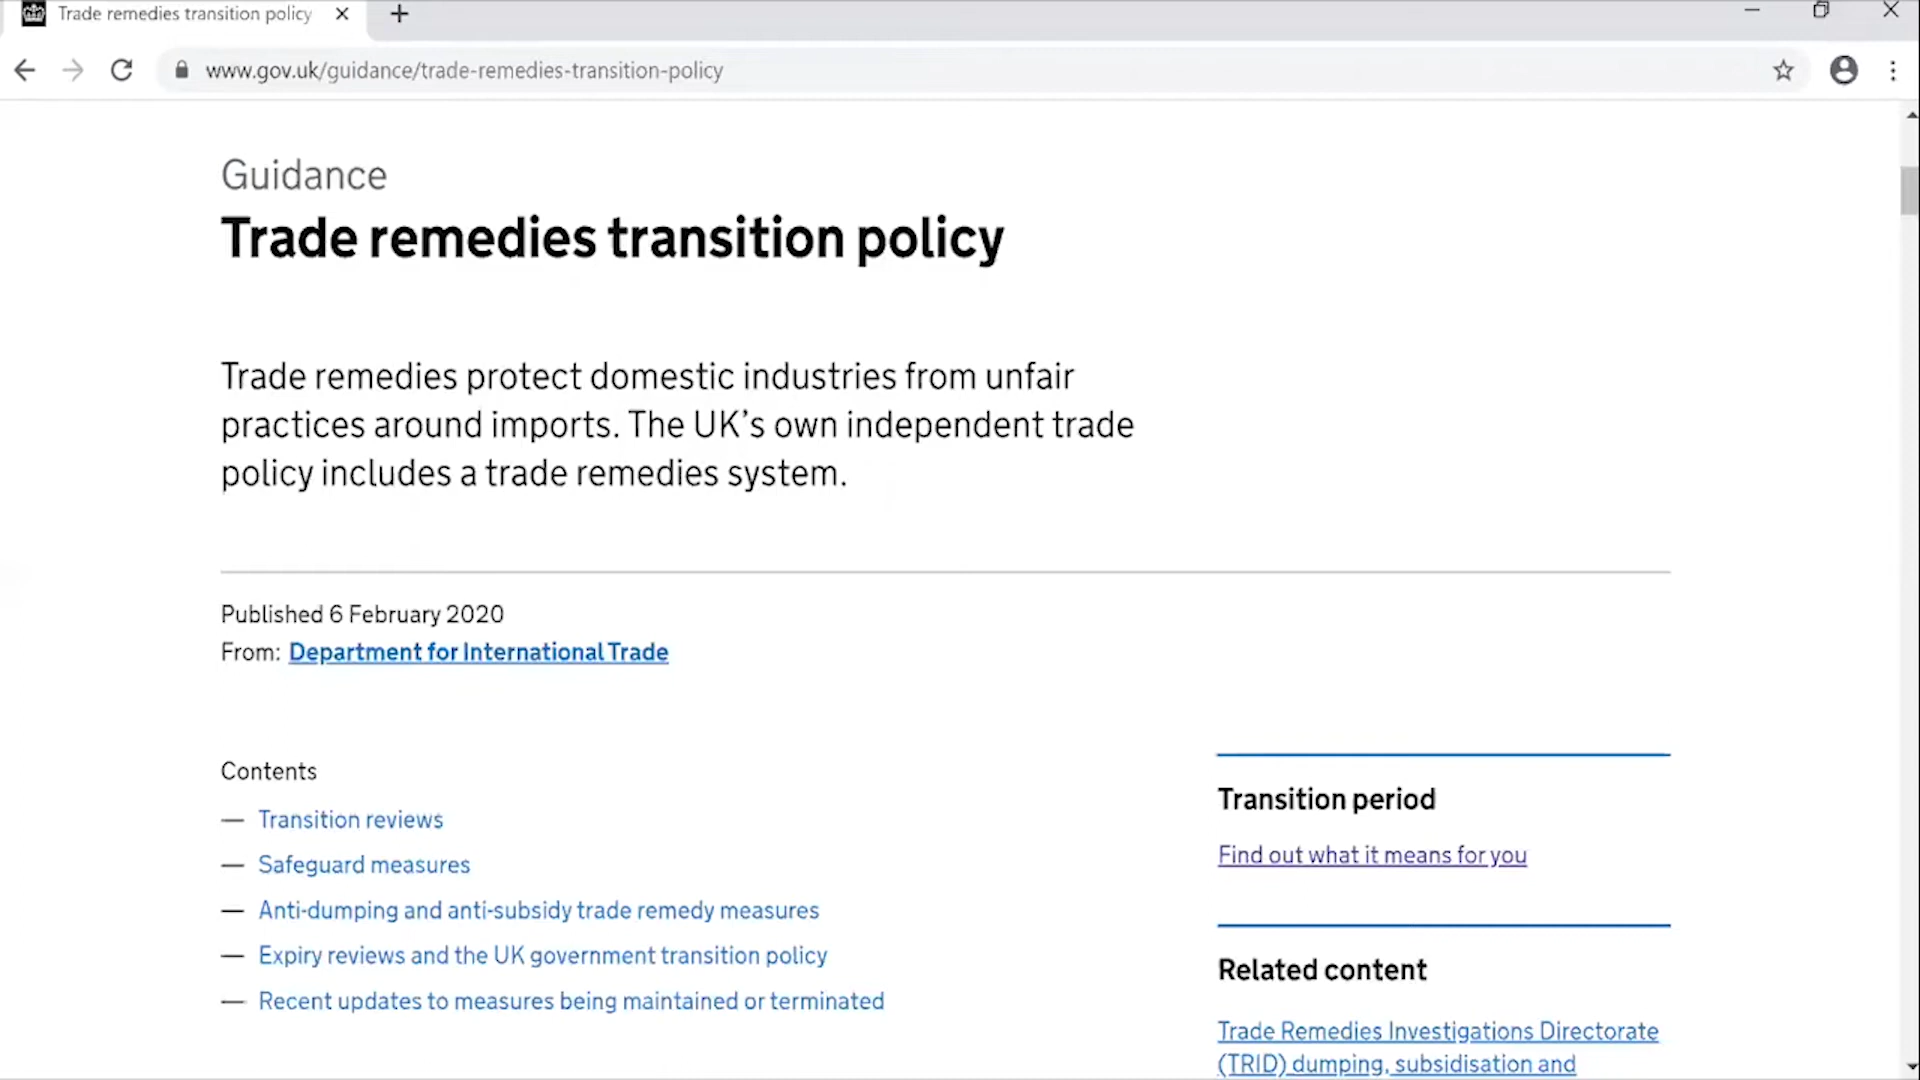 Trade remedies transition policy
www.gov.uk/guidance/trade-remedies-transition-policy
Guidance
Trade remedies transition policy
Trade remedies protect domestic industries from unfair
practices around imports. The UK’s own independent trade
policy includes a trade remedies system.
Published 6 February 2020
From: Department for International Trade
Contents
— Transition reviews
— Safeguard measures
— Anti-dumping and anti-subsidy trade remedy measures
— Expiry reviews and the UK government transition policy
— Recent updates to measures being maintained or terminated
Transition period
Find out what it means for you
Related content
Trade Remedies Investigations Directorate
(TRID) dumping, subsidisation and